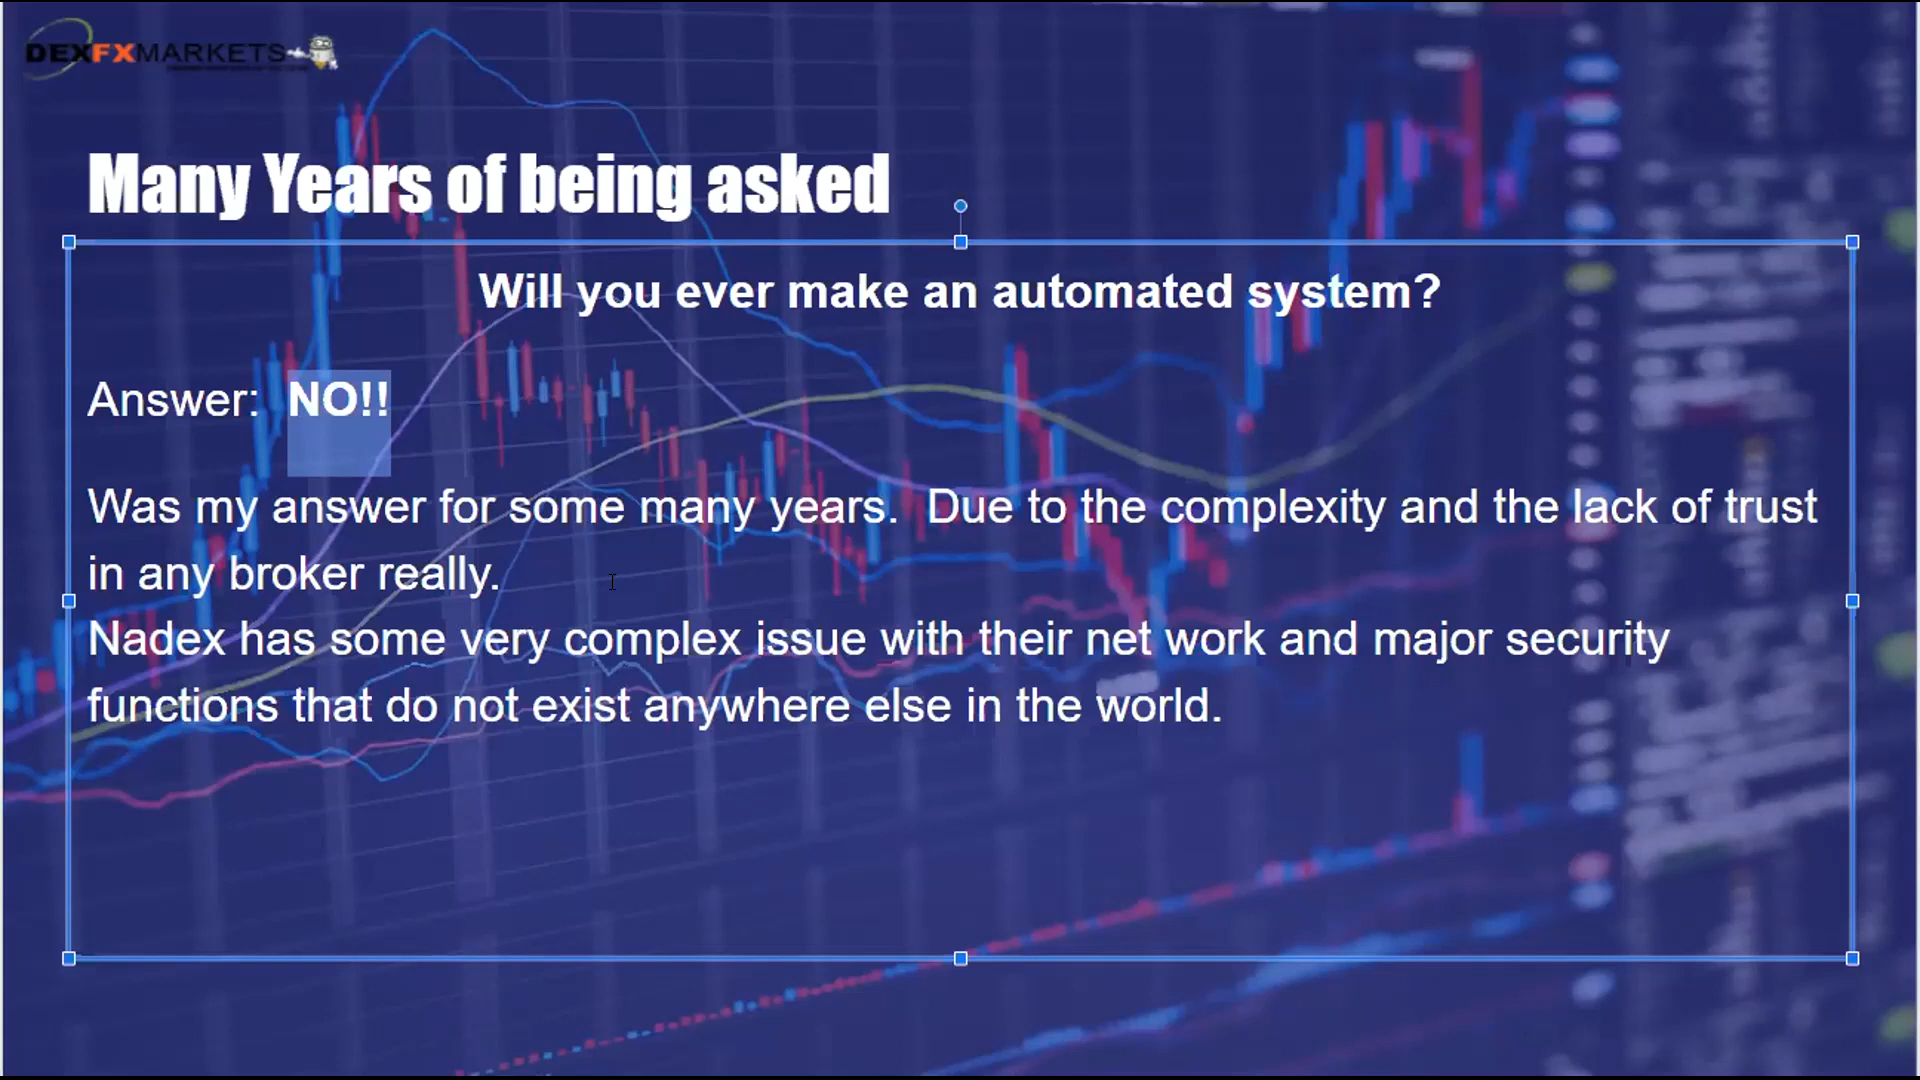 DEXFXMARKETS
Many Years of being asked
Will you ever make an automated system?
Answer: NO!!
Was my answer for some many years. Due to the complexity and the lack of trust
in any broker really.
Nadex has some very complex issue with their net work and major security
functions that do not exist anywhere else in the world.